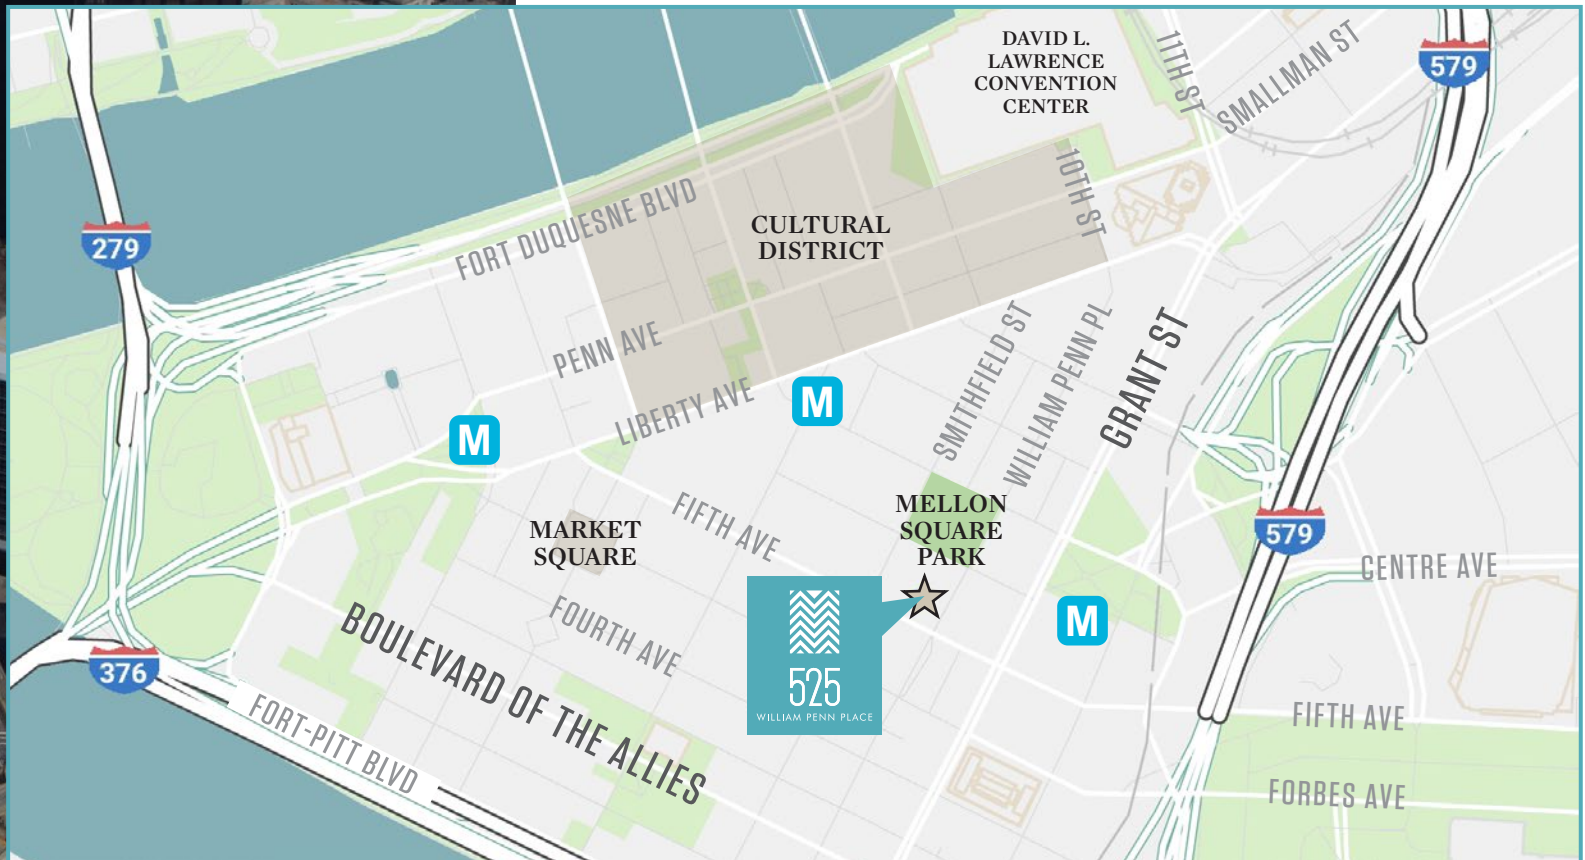 DAVID L.
LAWRENCE
CONVENTION
CENTER
11TH ST
SMALLMAN ST
579
10TH ST
279
FORT DUQUESNE BLVD
CULTURAL
DISTRICT
PENN AVE
LIBERTY AVE
SMITHFIELD ST
WILLIAM PENN PL
GRANT ST
M
M
MARKET
SQUARE
FIFTH AVE
MELLON
SQUARE
PARK
579
CENTRE AVE
BOULEVARD OF THE ALLIES
FOURTH AVE
525
WILLIAM PENN PLACE
M
376
FORT-PITT BLVD
FIFTH AVE
FORBES AVE